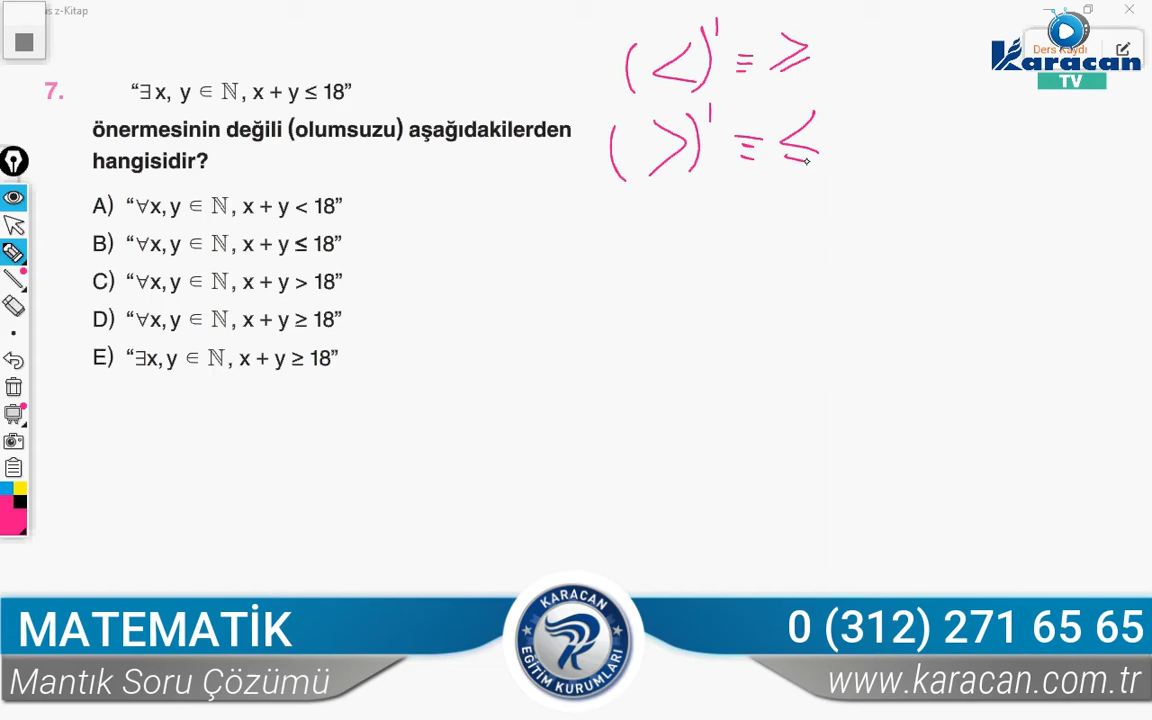 us z-Kitap
Ders Kaydı
Karacan
TV
(<)' ≡ ≥
(>)' ≡ ≤
7. “∃x, y ∈ ℕ, x + y ≤ 18”
önermesinin değili (olumsuzu) aşağıdakilerden
hangisidir?
A) “∀x, y ∈ ℕ, x + y < 18”
B) “∀x, y ∈ ℕ, x + y ≤ 18”
C) “∀x, y ∈ ℕ, x + y > 18”
D) “∀x, y ∈ ℕ, x + y ≥ 18”
E) “∃x, y ∈ ℕ, x + y ≥ 18”
MATEMATİK
Mantık Soru Çözümü
KARACAN
EĞİTİM KURUMLARI
0 (312) 271 65 65
www.karacan.com.tr